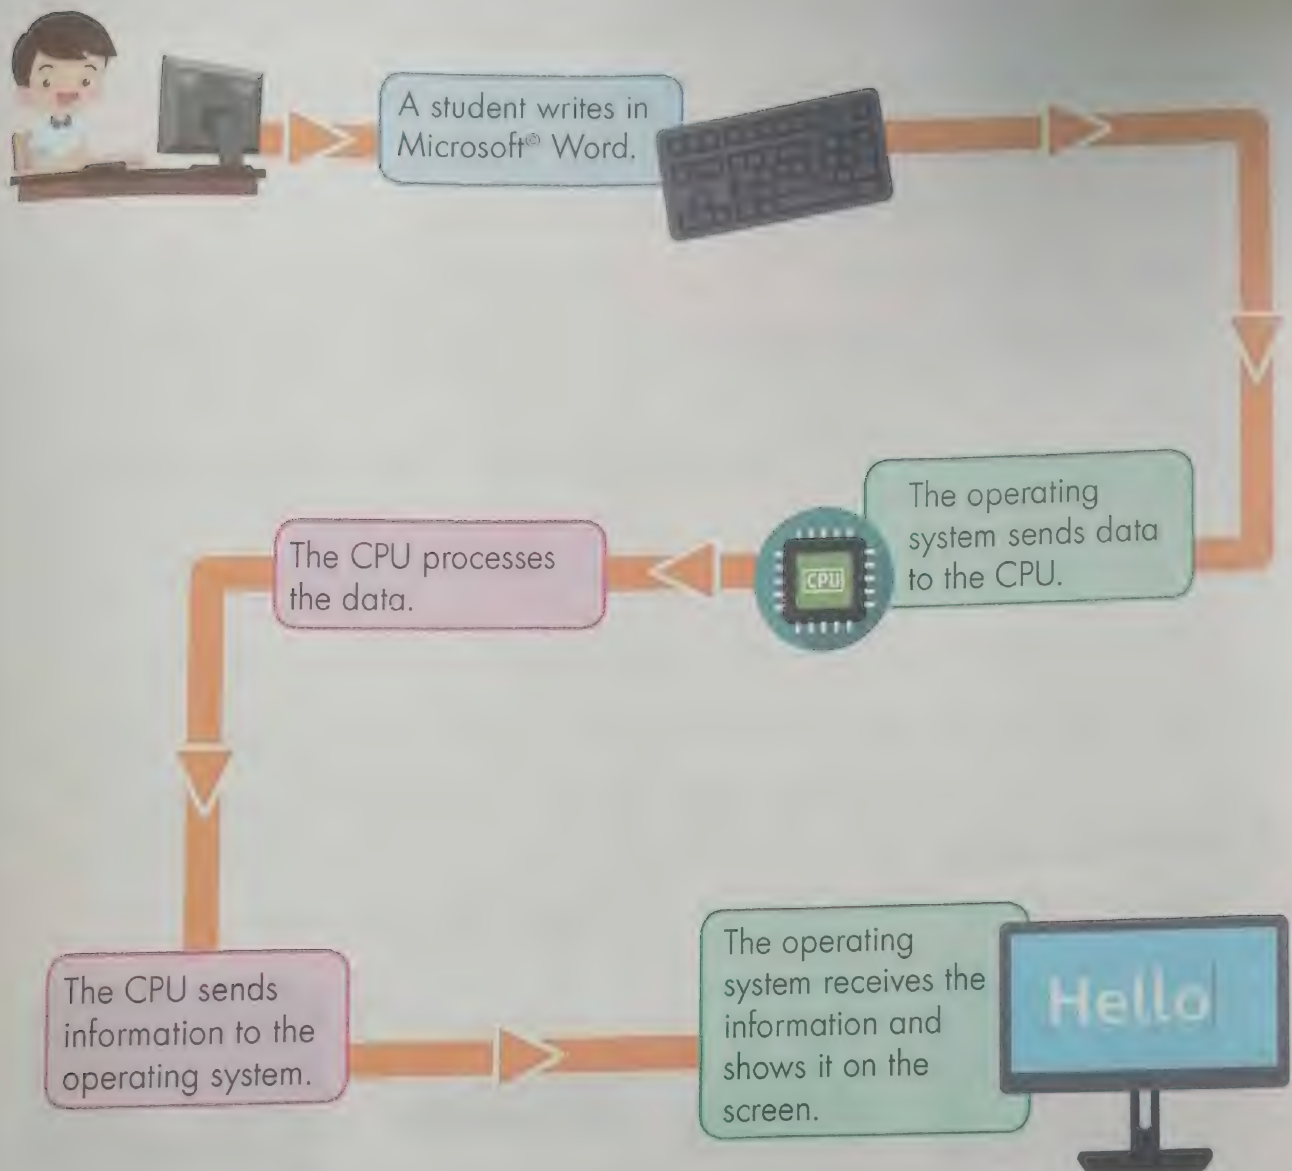 A student writes in
Microsoft© Word.
The operating
system sends data
to the CPU.
CPU
The CPU processes
the data.
The CPU sends
information to the
operating system.
The operating
system receives the
information and
shows it on the
screen.
Hello